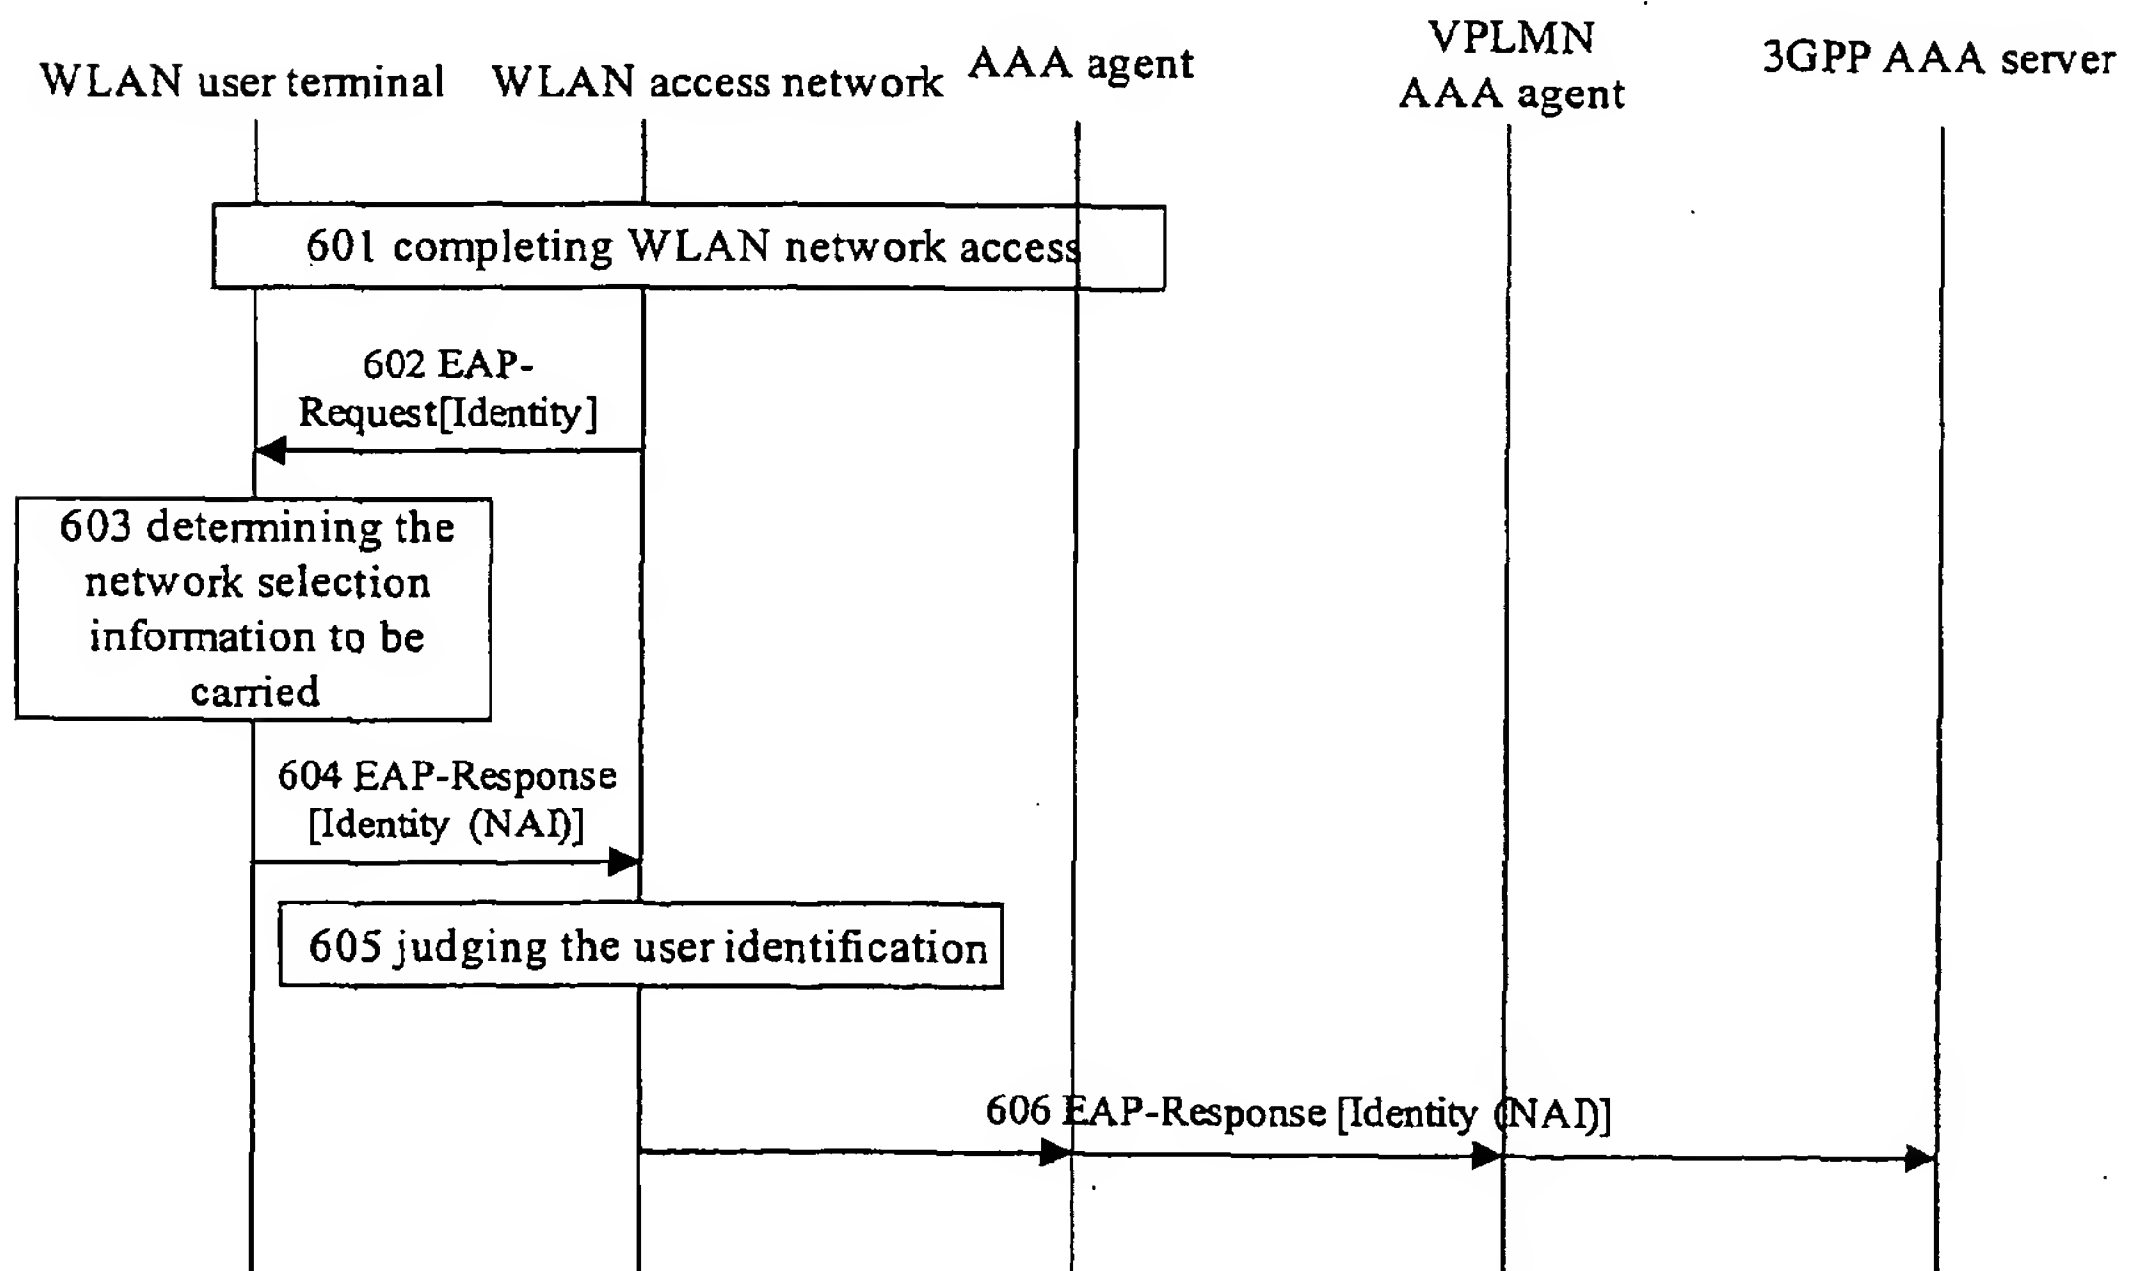 WLAN user terminal
WLAN access network
AAA agent
VPLMN
AAA agent
3GPP AAA server
601 completing WLAN network access
602 EAP-
Request[Identity]
603 determining the
network selection
information to be
carried
604 EAP-Response
[Identity (NAI)]
605 judging the user identification
606 EAP-Response [Identity (NAI)]